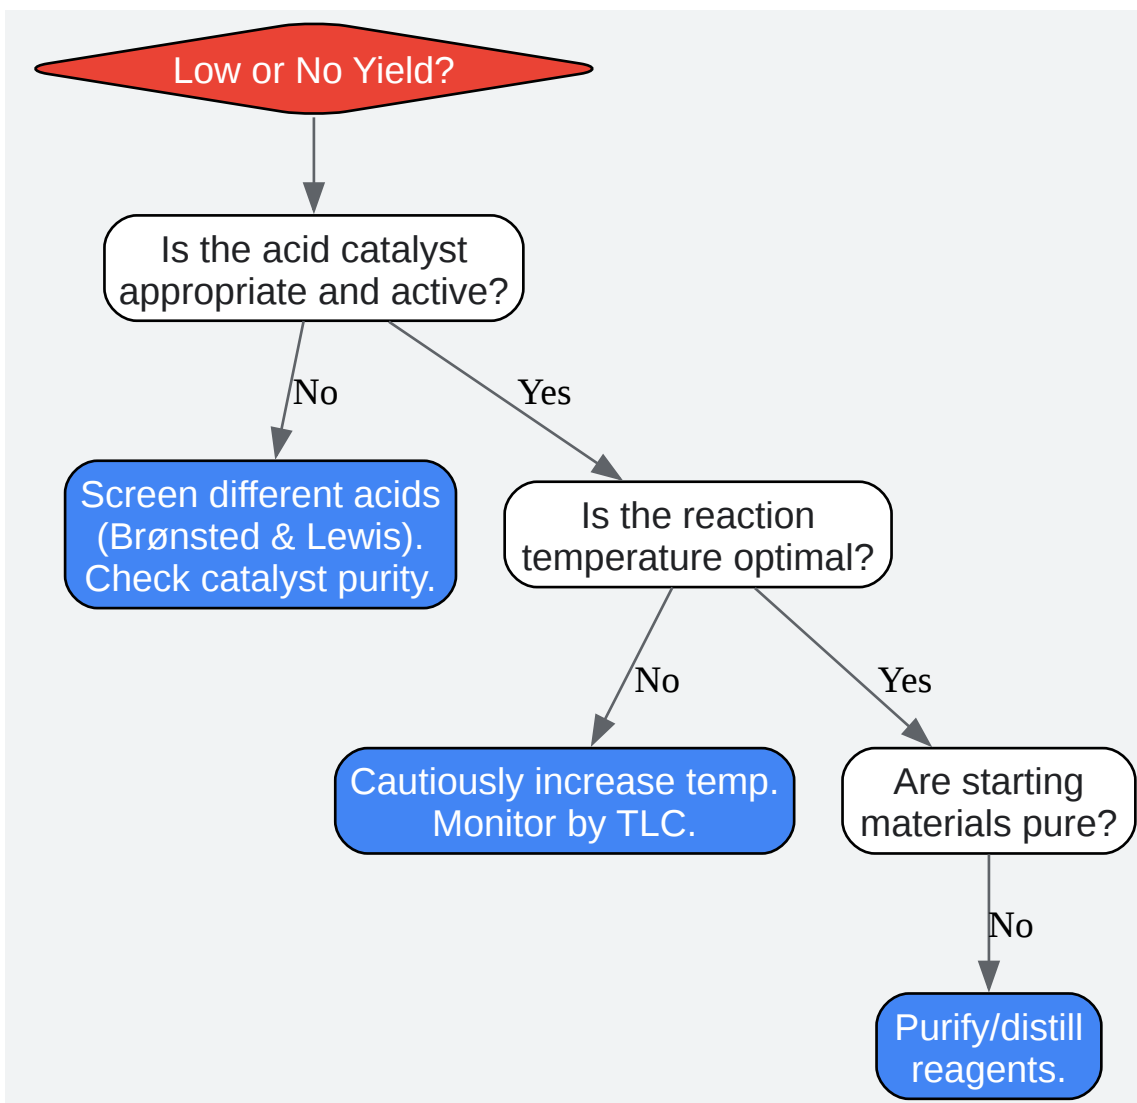 Low or No Yield?
Is the acid catalyst
appropriate and active?
No
Yes
Screen different acids
(Brønsted & Lewis).
Check catalyst purity.
Is the reaction
temperature optimal?
No
Yes
Cautiously increase temp.
Monitor by TLC.
Are starting
materials pure?
No
Purify/distill
reagents.